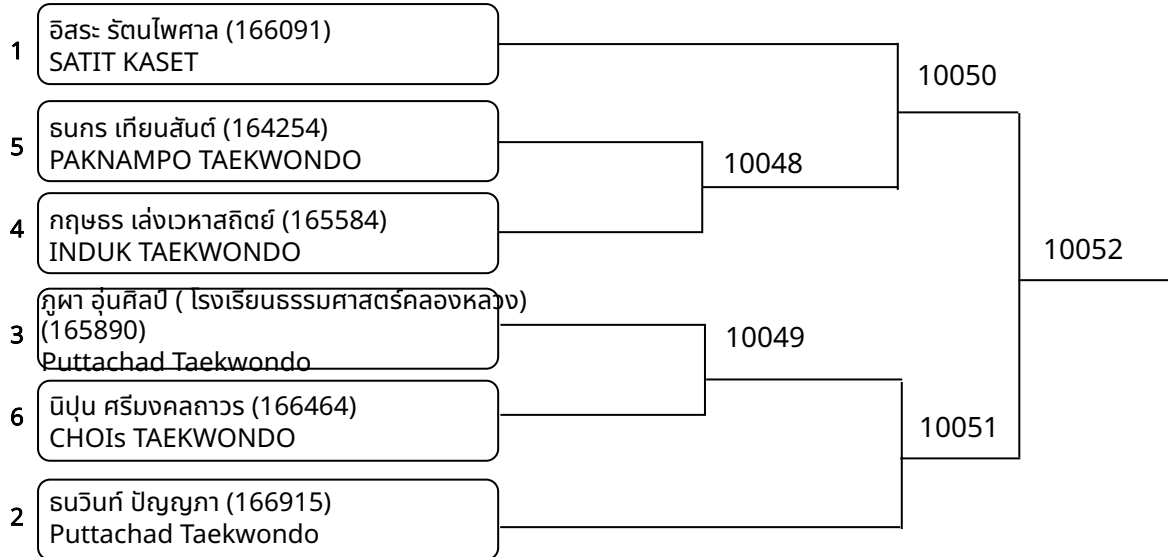 1
อิสระ รัตนไพศาล (166091)
SATIT KASET
10050
5
ธนกร เทียนสันต์ (164254)
PAKNAMPO TAEKWONDO
10048
4
กฤษธร เล่งเวหาสถิตย์ (165584)
INDUK TAEKWONDO
10052
3
ภูผา อุ่นศิลป์ ( โรงเรียนธรรมศาสตร์คลองหลวง)
(165890)
Puttachad Taekwondo
10049
6
นิปุน ศรีมงคลถาวร (166464)
CHOIs TAEKWONDO
10051
2
ธนวินท์ ปัญญภา (166915)
Puttachad Taekwondo